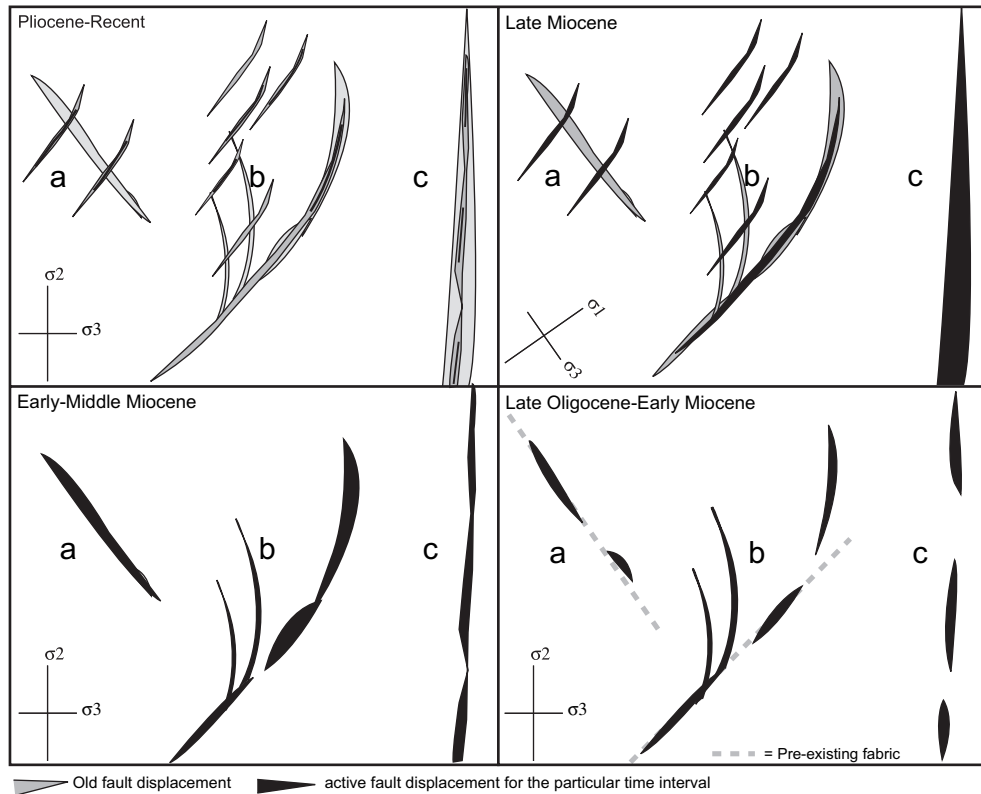 Pliocene-Recent
a
b
c
σ2
σ3
Late Miocene
a
b
c
σ1
σ3
Early-Middle Miocene
a
b
c
σ2
σ3
Late Oligocene-Early Miocene
a
b
c
σ2
σ3
= Pre-existing fabric
Old fault displacement
active fault displacement for the particular time interval